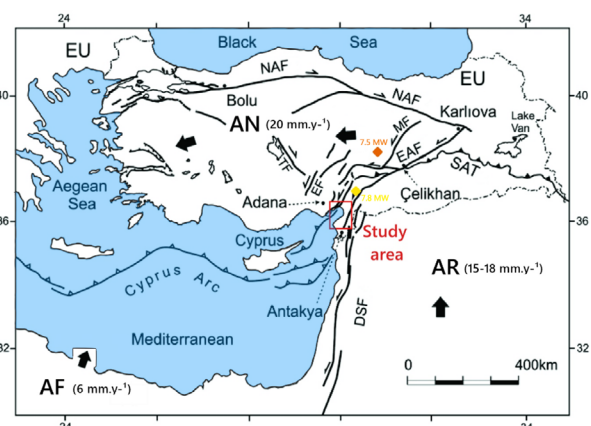 24
34
EU
Black Sea
NAF
EU
40
40
Bolu
NAF
Karlıova
AN (20 mm.y⁻¹)
Lake
Van
MF
7.5 MW
TF
EAF
SAT
EF
Aegean
Sea
Adana
7.8 MW
Çelikhan
36
36
Cyprus
Study
area
Cyprus Arc
AR (15-18 mm.y⁻¹)
Antakya
DSF
Mediterranean
32
32
0
400km
AF (6 mm.y⁻¹)
24
34